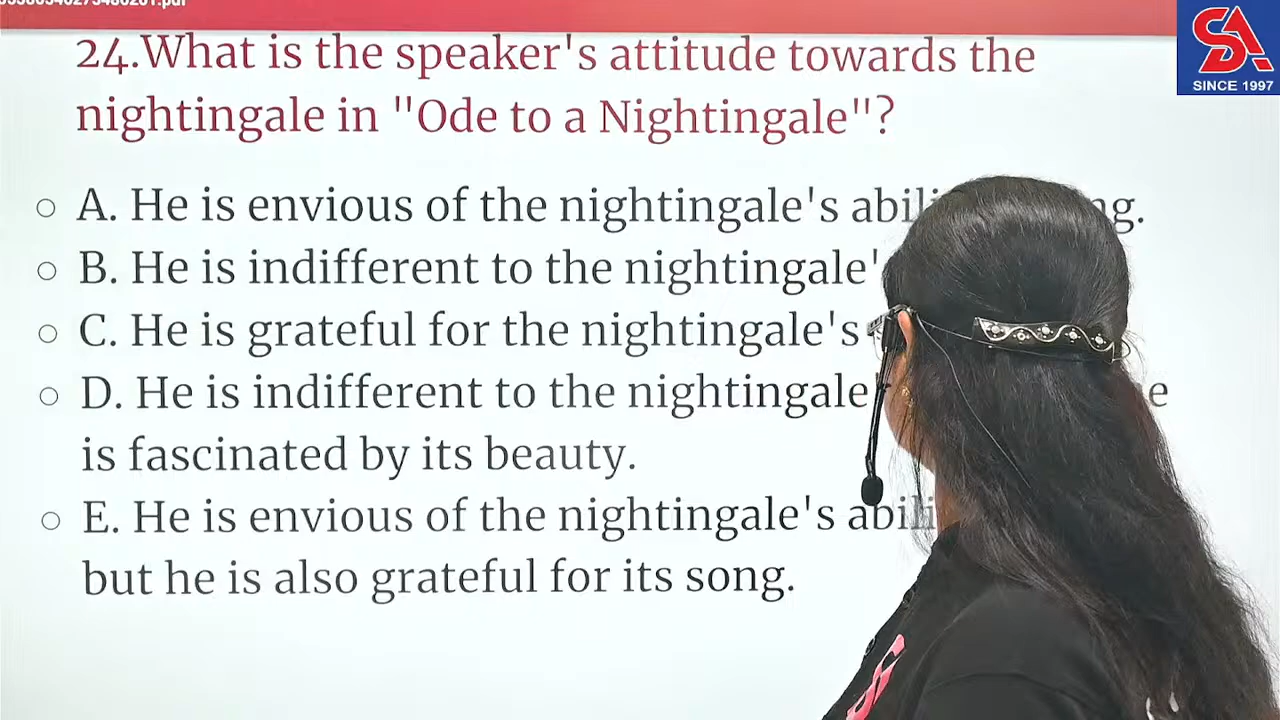 24.What is the speaker's attitude towards the
nightingale in "Ode to a Nightingale"?
SA
SINCE 1997
A. He is envious of the nightingale's
B. He is indifferent to the
C. He is grateful for the nightingale's
D. He is indifferent to the nightingale
is fascinated by its beauty.
E. He is envious of the nightingale's
but he is also grateful for its song.